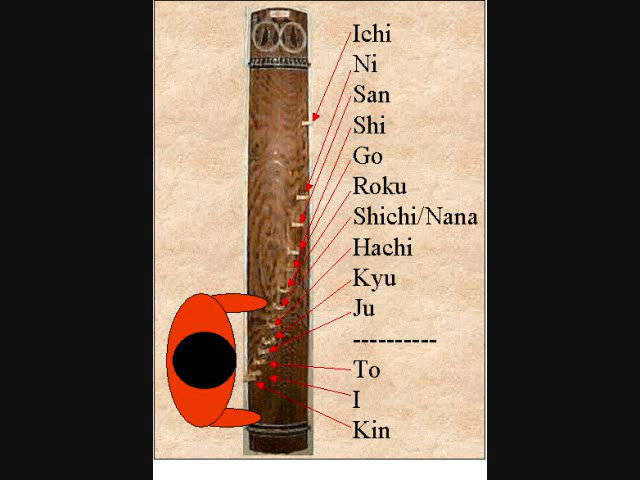 Ichi
Ni
San
Shi
Go
Roku
Shichi/Nana
Hachi
Kyu
Ju
----------
To
I
Kin